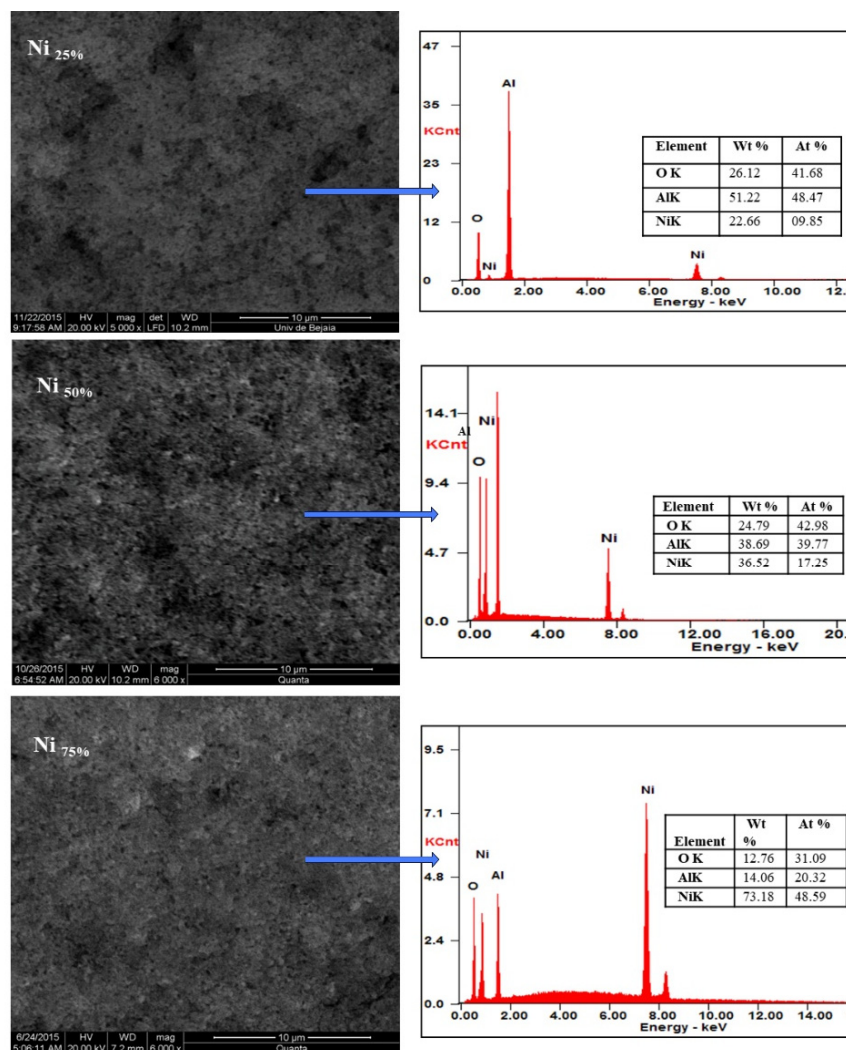 Ni 25%
11/22/2015 HV mag det WD 10 µm
9:17:58 AM 20.00 kV 5 000 x LFD 10.2 mm Univ de Bejaia
47
35
KCnt
23
12
0
Al
O
Ni
Ni
0.00 2.00 4.00 6.00 8.00 10.00 12.0
Energy - keV
Element Wt % At %
O K 26.12 41.68
AlK 51.22 48.47
NiK 22.66 09.85
Ni 50%
10/26/2015 HV WD mag 10 µm
6:54:52 AM 20.00 kV 10.2 mm 6 000 x Quanta
14.1
Al
KCnt
9.4
4.7
0.0
Ni
O
Ni
0.00 4.00 8.00 12.00 16.00 20.0
Energy - keV
Element Wt % At %
O K 24.79 42.98
AlK 38.69 39.77
NiK 36.52 17.25
Ni 75%
6/24/2015 HV WD mag 10 µm
5:06:11 AM 20.00 kV 7.2 mm 6 000 x Quanta
9.5
7.1
KCnt
4.8
2.4
0.0
Ni
Ni
Al
O
0.00 2.00 4.00 6.00 8.00 10.00 12.00 14.00
Energy - keV
Wt
Element % At %
O K 12.76 31.09
AlK 14.06 20.32
NiK 73.18 48.59